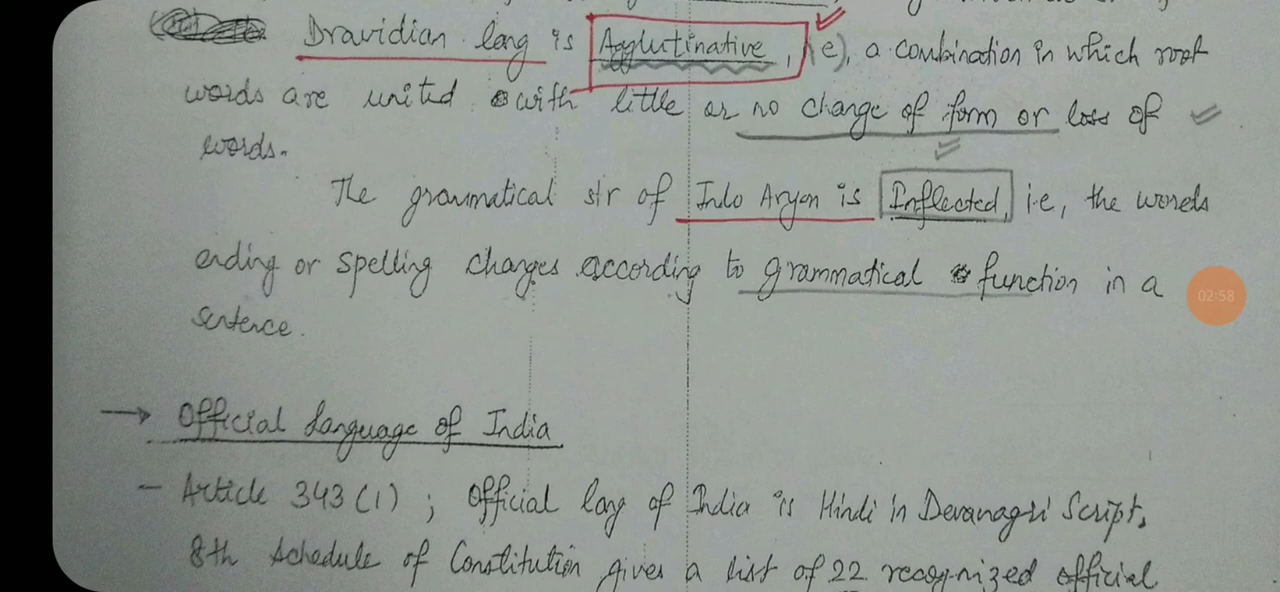 Dravidian lang is Agglutinative, (i.e), a combination in which root
words are united with little or no change of form or loss of
words.
The grammatical str of Indo Aryan is Inflected, i.e, the words
ending or spelling changes according to grammatical function in a
sentence.
→ Official Language of India
- Article 343 (1) ; Official lang of India is Hindi in Devanagri Script.
8th Schedule of Constitution gives a list of 22 recognized official
02:58